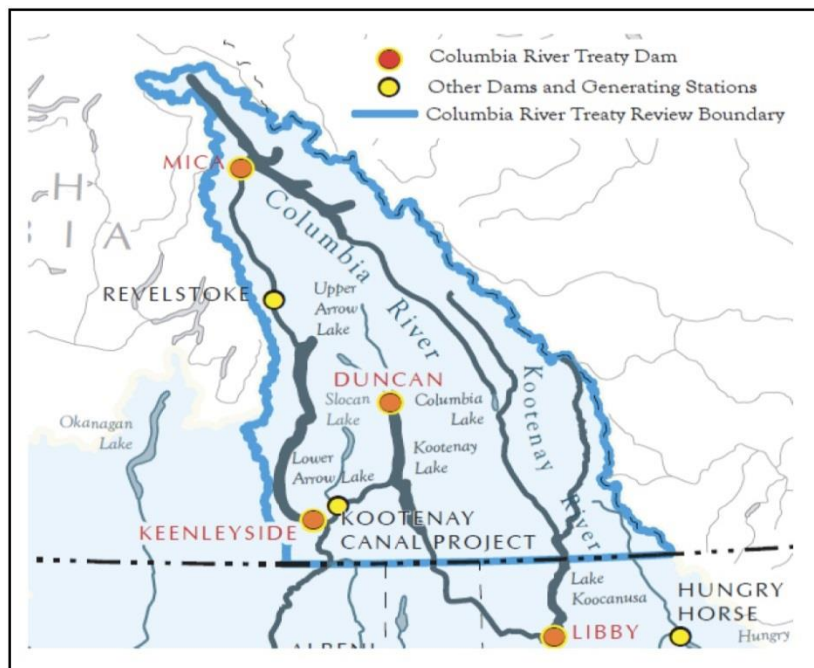 Columbia River Treaty Dam
Other Dams and Generating Stations
Columbia River Treaty Review Boundary
MICA
H
BIA
Columbia
River
REVELSTOKE
Upper
Arrow
Lake
DUNCAN
Slocan
Lake
Columbia
Lake
Kootenay
River
Okanagan
Lake
Lower
Arrow Lake
Kootenay
Lake
KEENLEYSIDE
KOOTENAY
CANAL PROJECT
Lake
Koocanusa
HUNGRY
HORSE
LIBBY
Hungry
ALBENI